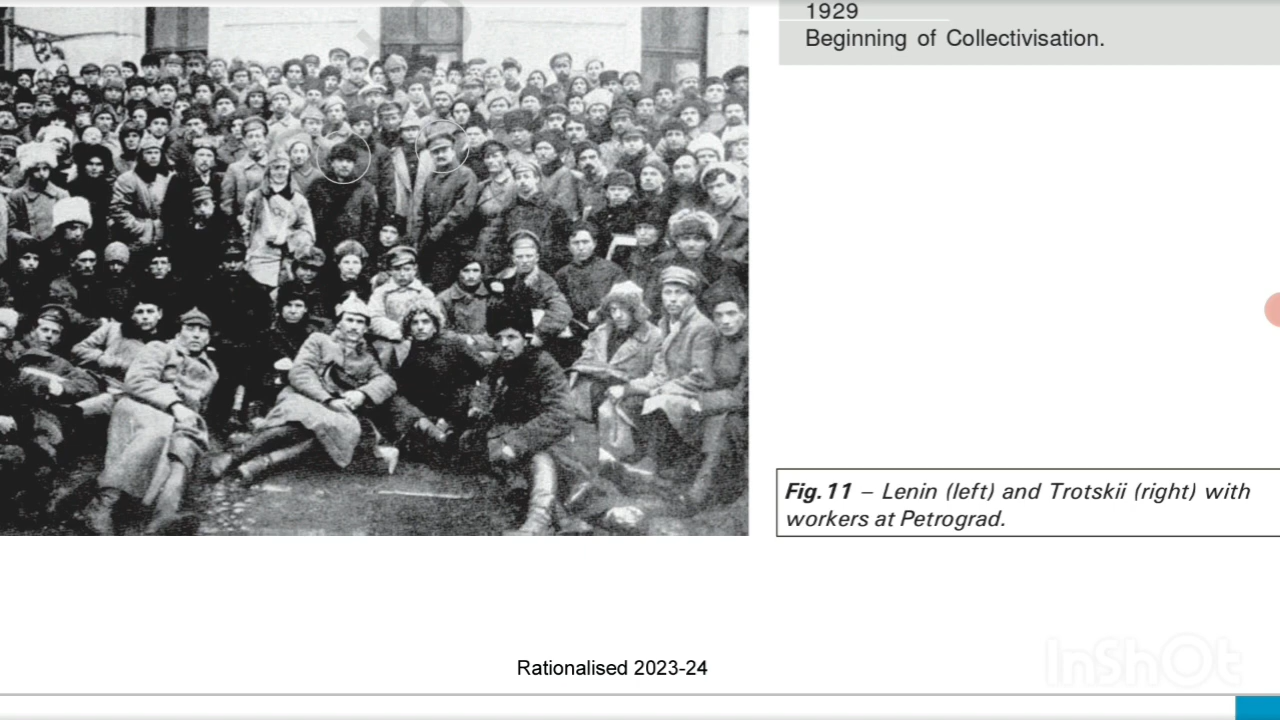 1929
Beginning of Collectivisation.
Fig. 11 – Lenin (left) and Trotskii (right) with
workers at Petrograd.
Rationalised 2023-24
InShOt